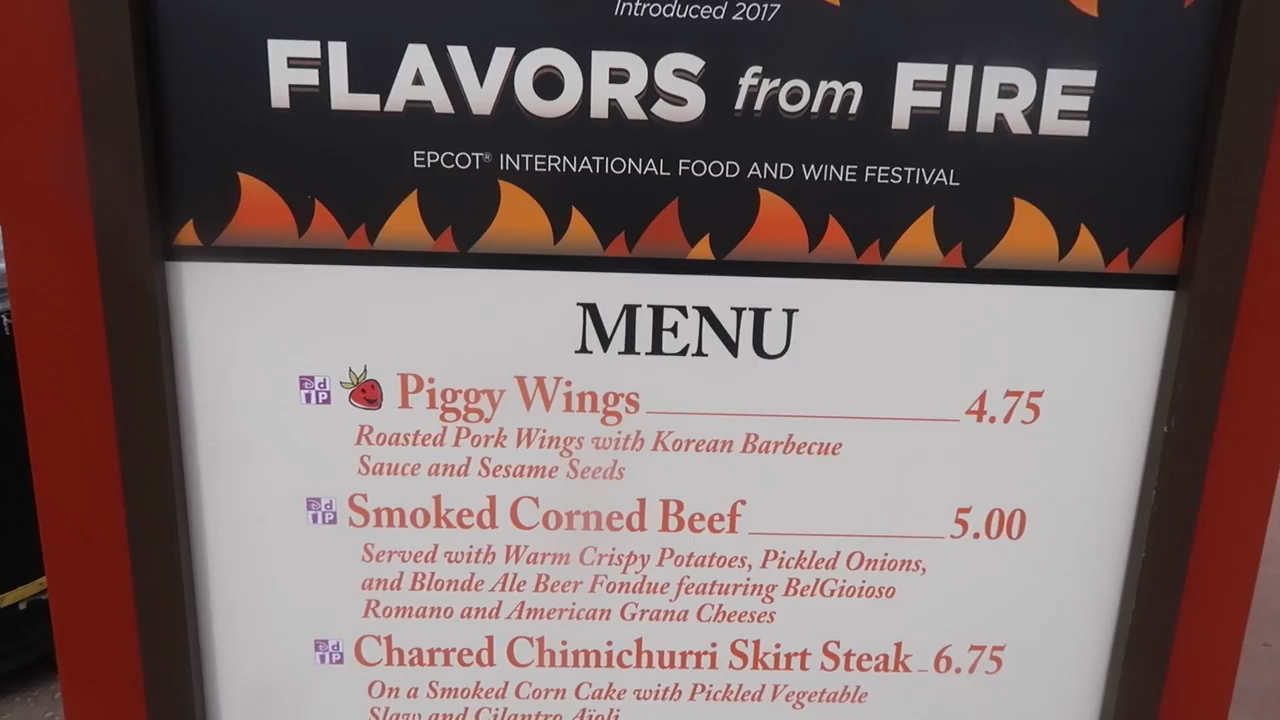 Introduced 2017
FLAVORS from FIRE
EPCOT® INTERNATIONAL FOOD AND WINE FESTIVAL
MENU
Piggy Wings 4.75
Roasted Pork Wings with Korean Barbecue
Sauce and Sesame Seeds
Smoked Corned Beef 5.00
Served with Warm Crispy Potatoes, Pickled Onions,
and Blonde Ale Beer Fondue featuring BelGioioso
Romano and American Grana Cheeses
Charred Chimichurri Skirt Steak 6.75
On a Smoked Corn Cake with Pickled Vegetable
Slaw and Cilantro Aïoli